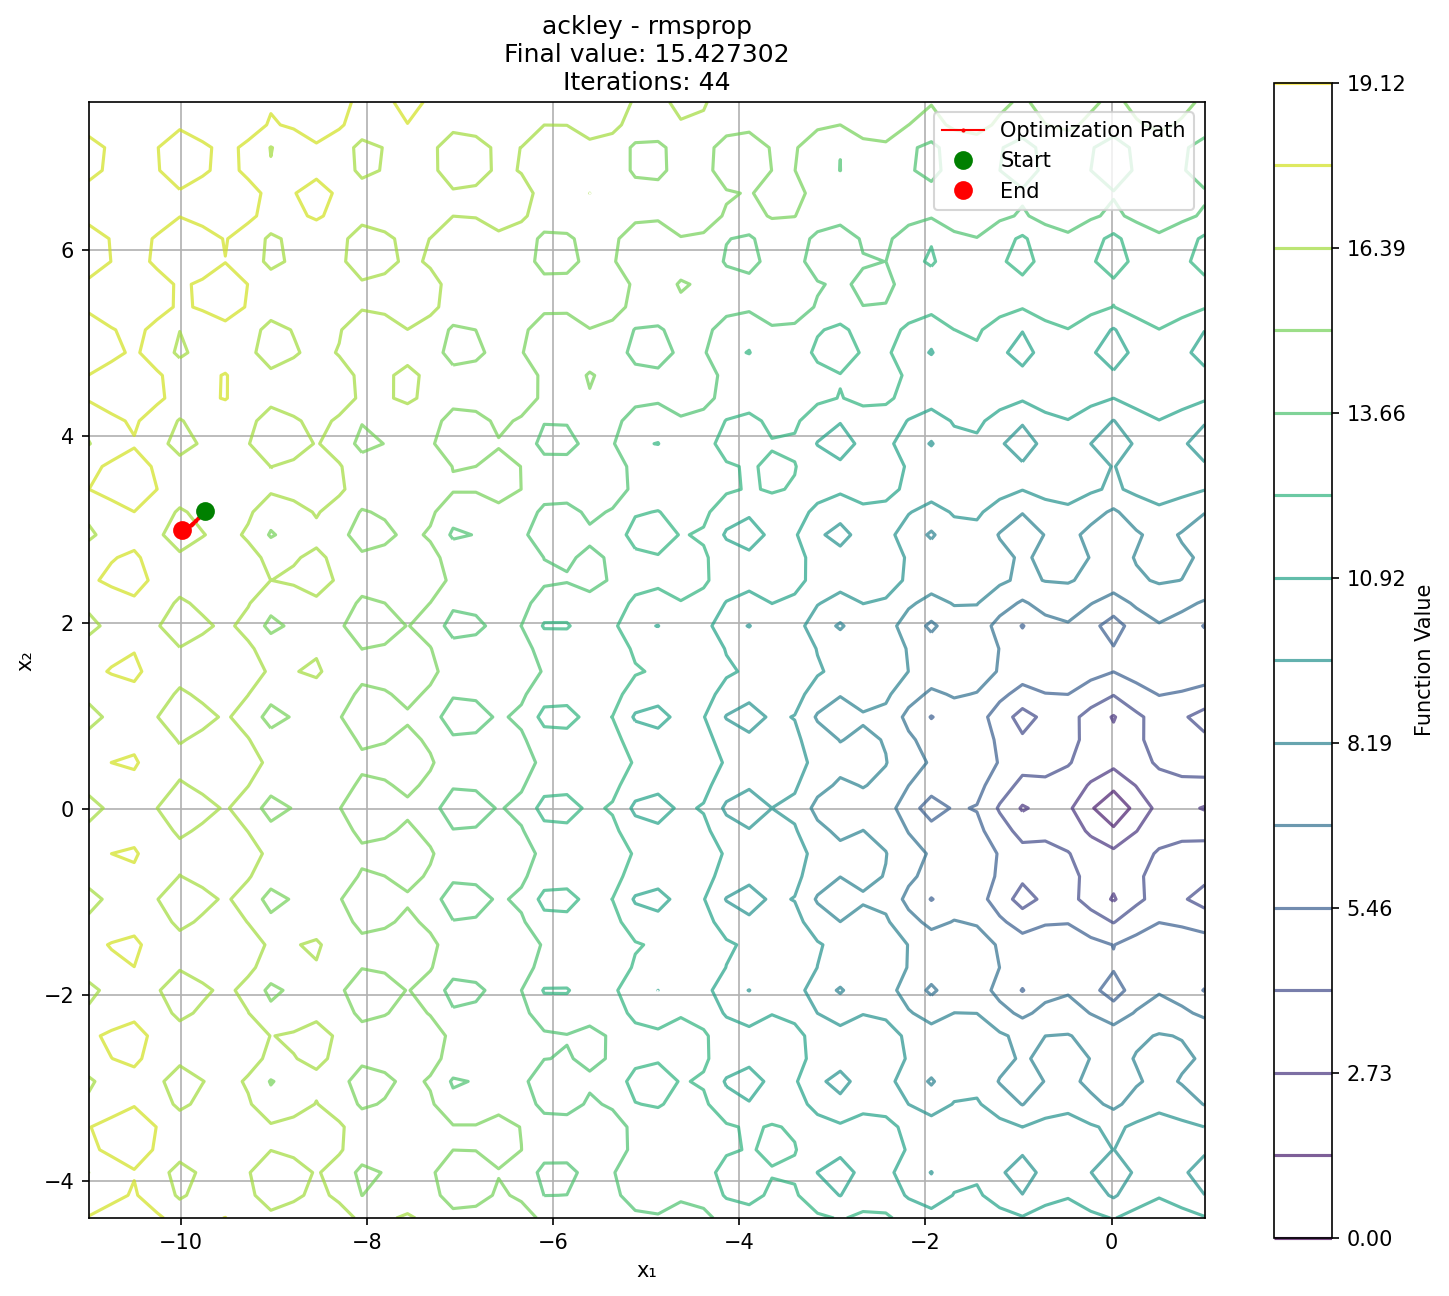 ackley - rmsprop
Final value: 15.427302
Iterations: 44
Optimization Path
Start
End
6
4
2
0
−2
−4
x₂
−10
−8
−6
−4
−2
0
x₁
19.12
16.39
13.66
10.92
8.19
5.46
2.73
0.00
Function Value